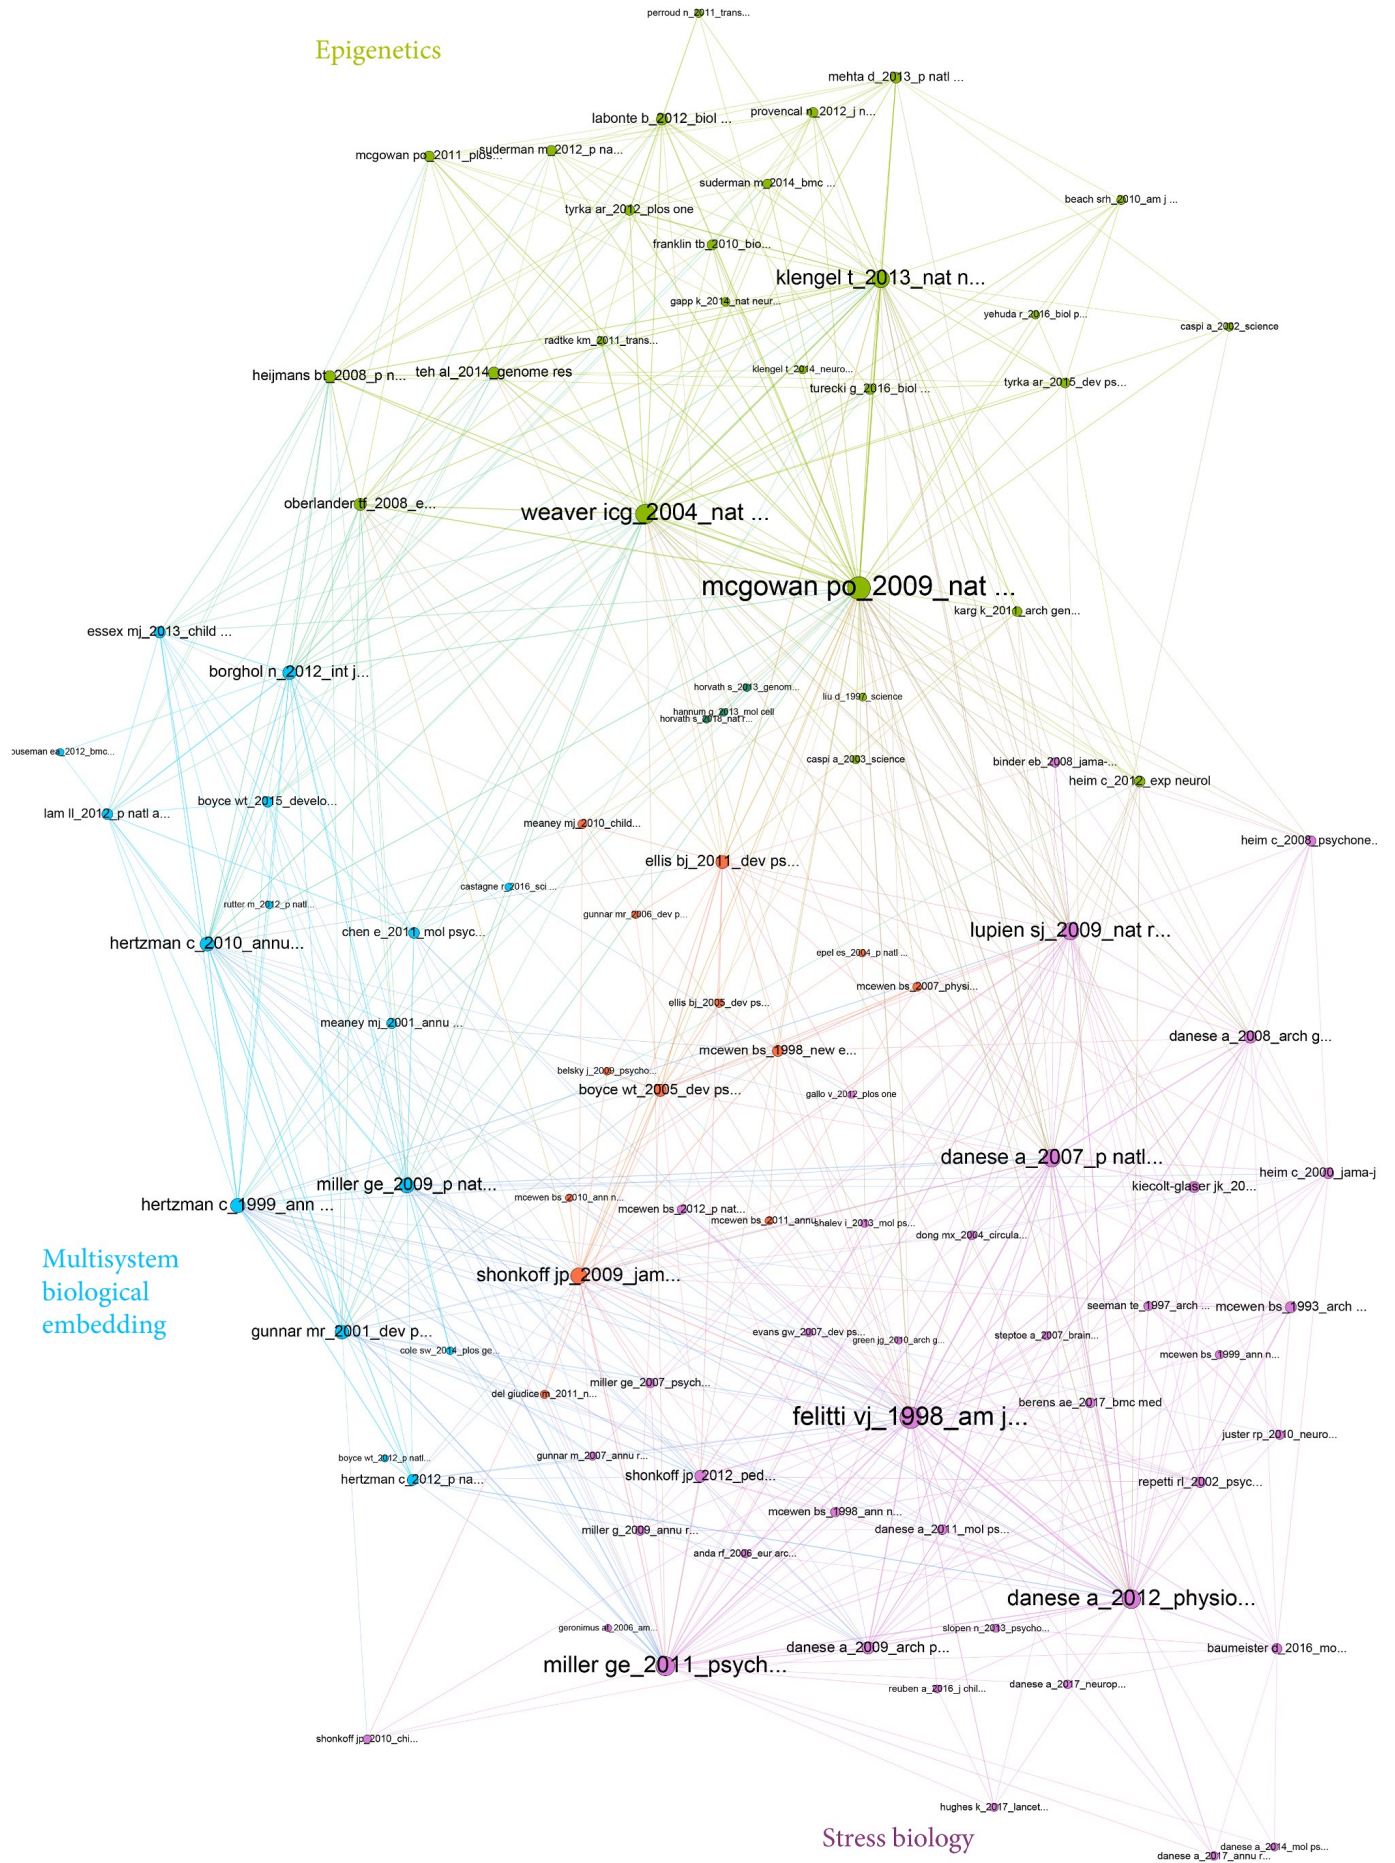 perroud n_2011_trans...
Epigenetics
mehta d_2013_p natl ...
provencal n_2012_j n...
labonte b_2012_biol ...
suderman m_2012_p na...
mcgowan po_2011_plos...
suderman m_2014_bmc ...
beach srh_2010_am j ...
tyrka ar_2012_plos one
franklin tb_2010_bio...
klengel t_2013_nat n...
gapp k_2014_nat neur...
yehuda r_2016_biol p...
caspi a_2002_science
radtke km_2011_trans...
klengel t_2014_neuro...
teh al_2014_genome res
heijmans bt_2008_p n...
tyrka ar_2015_dev ps...
turecki g_2016_biol ...
oberlander tf_2008_e...
weaver icg_2004_nat ...
mcgowan po_2009_nat ...
karg k_2011_arch gen...
essex mj_2013_child ...
borghol n_2012_int j...
horvath s_2013_genom...
liu d_1997_science
hannum g_2013_mol cell
horvath s_2018_nat r...
ouseman ea_2012_bmc...
caspi a_2003_science
binder eb_2008_jama-...
heim c_2012_exp neurol
boyce wt_2015_develo...
lam ll_2012_p natl a...
meaney mj_2010_child...
heim c_2008_psychone..
ellis bj_2011_dev ps...
castagne r_2016_sci ...
rutter m_2012_p natl...
gunnar mr_2006_dev p...
chen e_2011_mol psyc...
lupien sj_2009_nat r...
hertzman c_2010_annu...
epel es_2004_p natl ...
mcewen bs_2007_physi...
ellis bj_2005_dev ps...
meaney mj_2001_annu ...
danese a_2008_arch g...
mcewen bs_1998_new e...
belsky j_2009_psycho...
boyce wt_2005_dev ps...
gallo v_2012_plos one
danese a_2007_p natl...
heim c_2000_jama-j
miller ge_2009_p nat...
kiecolt-glaser jk_20...
mcewen bs_2010_ann n...
hertzman c_1999_ann ...
mcewen bs_2012_p nat...
mcewen bs_2011_annu
shalev i_2013_mol ps...
dong mx_2004_circula...
Multisystem
biological
embedding
shonkoff jp_2009_jam...
seeman te_1997_arch ...
mcewen bs_1993_arch ...
gunnar mr_2001_dev p...
evans gw_2007_dev ps...
green jg_2010_arch g...
steptoe a_2007_brain...
cole sw_2014_plos ge...
mcewen bs_1999_ann n...
miller ge_2007_psych...
del giudice m_2011_n...
berens ae_2017_bmc med
felitti vj_1998_am j...
juster rp_2010_neuro...
boyce wt_2012_p natl...
gunnar m_2007_annu r...
hertzman c_2012_p na...
shonkoff jp_2012_ped...
repetti rl_2002_psyc...
mcewen bs_1998_ann n...
miller g_2009_annu r...
danese a_2011_mol ps...
anda rf_2006_eur arc...
danese a_2012_physio...
geronimus at_2006_am...
slopen n_2013_psycho...
danese a_2009_arch p...
baumeister d_2016_mo...
miller ge_2011_psych...
reuben a_2016_j chil...
danese a_2017_neurop...
shonkoff jp_2010_chi...
hughes k_2017_lancet...
Stress biology
danese a_2014_mol ps...
danese a_2017_annu r...